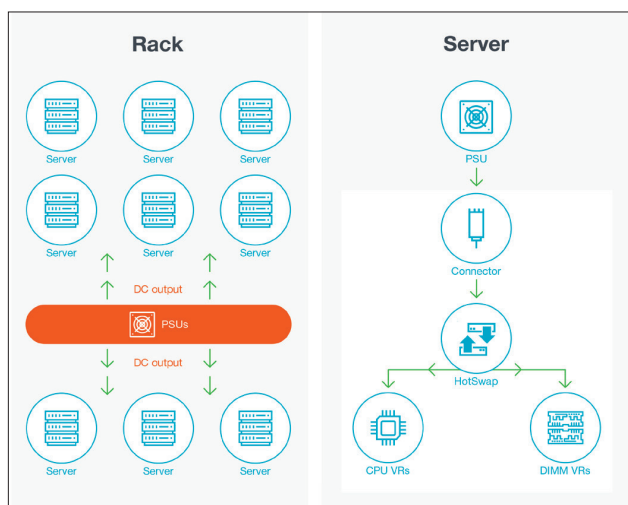 Rack
Server Server Server
Server Server Server
DC output
PSUs
DC output
Server Server Server
Server
PSU
Connector
HotSwap
CPU VRs DIMM VRs